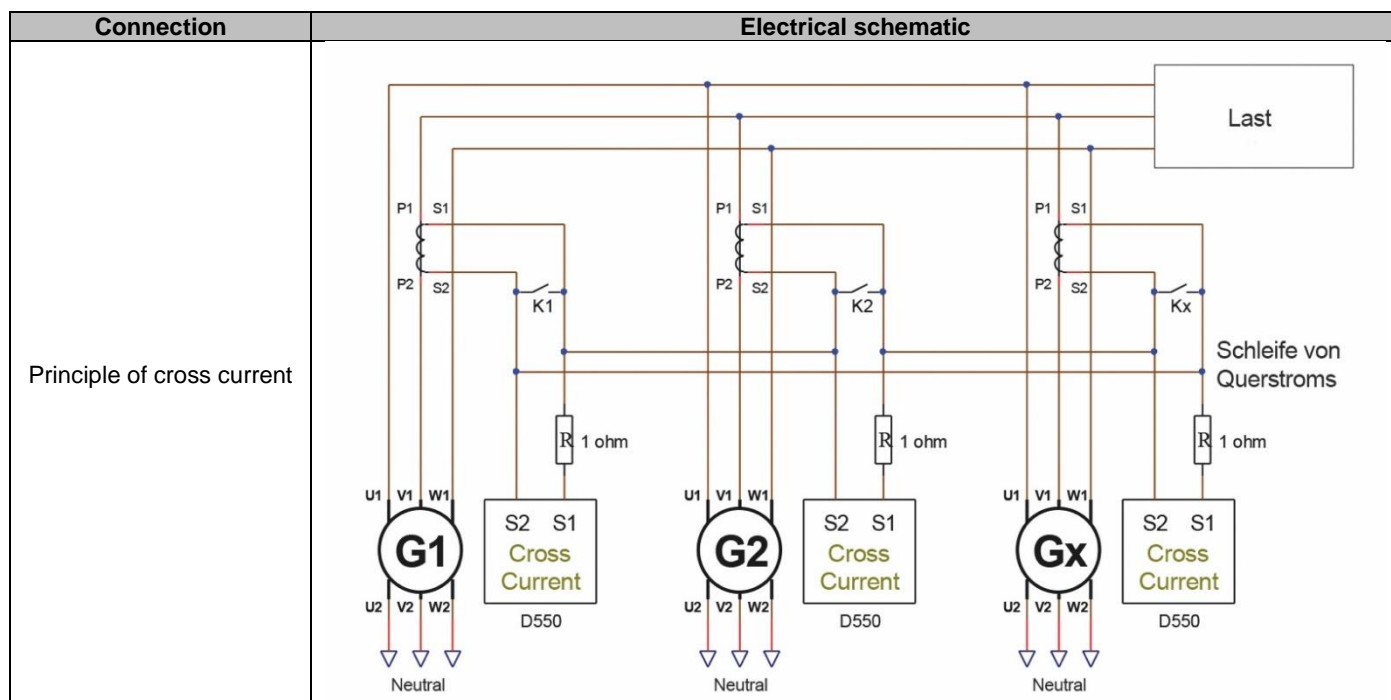 Connection Electrical schematic
Last
P1 S1 P1 S1 P1 S1
P2 S2 P2 S2 P2 S2
K1 K2 Kx
Principle of cross current
Schleife von
Querstroms
R 1 ohm R 1 ohm R 1 ohm
U1 V1 W1 U1 V1 W1 U1 V1 W1
S2 S1 S2 S1 S2 S1
G1 Cross G2 Cross Gx Cross
Current Current Current
U2 V2 W2 U2 V2 W2 U2 V2 W2
D550 D550 D550
Neutral Neutral Neutral